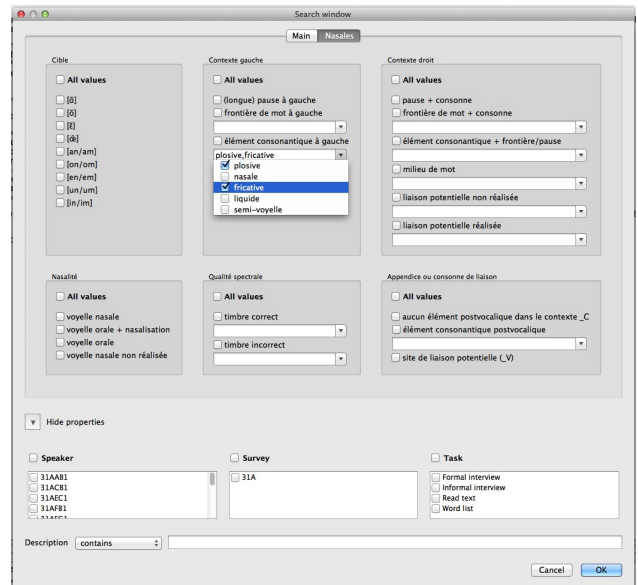 Search window
Main Nasales
Cible
All values
[ɑ̃]
[õ]
[ɛ̃]
[œ̃]
[an/am]
[on/om]
[en/em]
[un/um]
[in/im]
Contexte gauche
All values
(longue) pause à gauche
frontière de mot à gauche
élément consonantique à gauche
plosive,fricative
plosive
nasale
fricative
liquide
semi-voyelle
Contexte droit
All values
pause + consonne
frontière de mot + consonne
élément consonantique + frontière/pause
milieu de mot
liaison potentielle non réalisée
liaison potentielle réalisée
Nasalité
All values
voyelle nasale
voyelle orale + nasalisation
voyelle orale
voyelle nasale non réalisée
Qualité spectrale
All values
timbre correct
timbre incorrect
Appendice ou consonne de liaison
All values
aucun élément postvocalique dans le contexte _C
élément consonantique postvocalique
site de liaison potentielle (_V)
Hide properties
Speaker
31AAB1
31ACB1
31AEC1
31AFB1
Survey
31A
Task
Formal interview
Informal interview
Read text
Word list
Description contains
Cancel OK